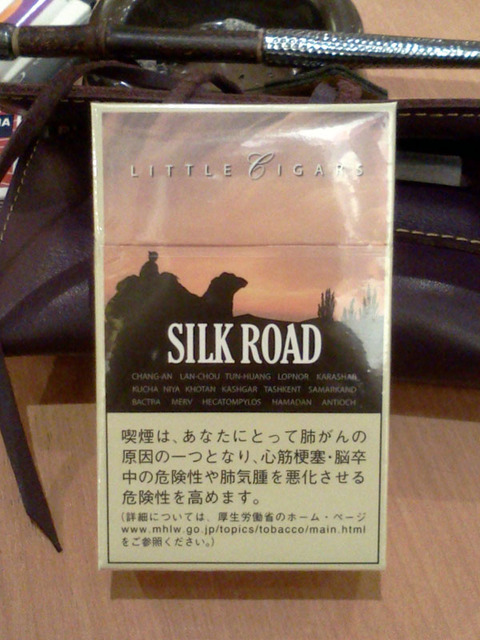 LITTLE CIGARS
SILK ROAD
CHANG-AN LAN-CHOU TUN-HUANG LOPNOR KARASHAR
KUCHA NIYA KHOTAN KASHGAR TASHKENT SAMARKAND
BACTRA MERV HECATOMPYLOS HAMADAN ANTIOCH
喫煙は、あなたにとって肺がんの
原因の一つとなり、心筋梗塞・脳卒
中の危険性や肺気腫を悪化させる
危険性を高めます。
(詳細については、厚生労働省のホーム・ページ
www.mhlw.go.jp/topics/tobacco/main.html
をご参照ください。)